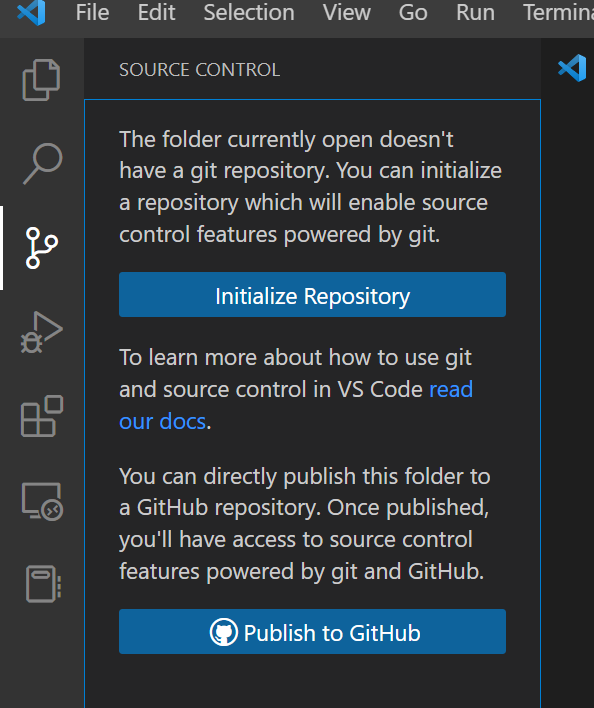 File Edit Selection View Go Run Termina
SOURCE CONTROL
The folder currently open doesn't
have a git repository. You can initialize
a repository which will enable source
control features powered by git.
Initialize Repository
To learn more about how to use git
and source control in VS Code read
our docs.
You can directly publish this folder to
a GitHub repository. Once published,
you'll have access to source control
features powered by git and GitHub.
Publish to GitHub